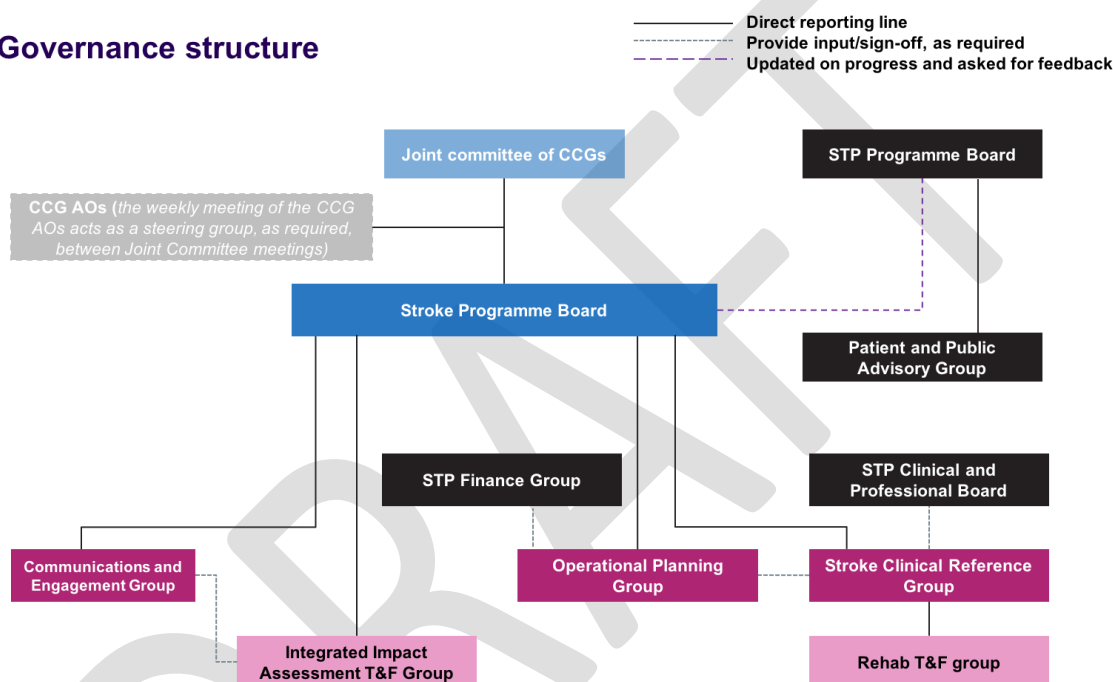 Governance structure
Direct reporting line
Provide input/sign-off, as required
Updated on progress and asked for feedback
Joint committee of CCGs
STP Programme Board
CCG AOs (the weekly meeting of the CCG
AOs acts as a steering group, as required,
between Joint Committee meetings)
Stroke Programme Board
Patient and Public
Advisory Group
STP Finance Group
STP Clinical and
Professional Board
Communications and
Engagement Group
Operational Planning
Group
Stroke Clinical Reference
Group
Integrated Impact
Assessment T&F Group
Rehab T&F group
DRAFT